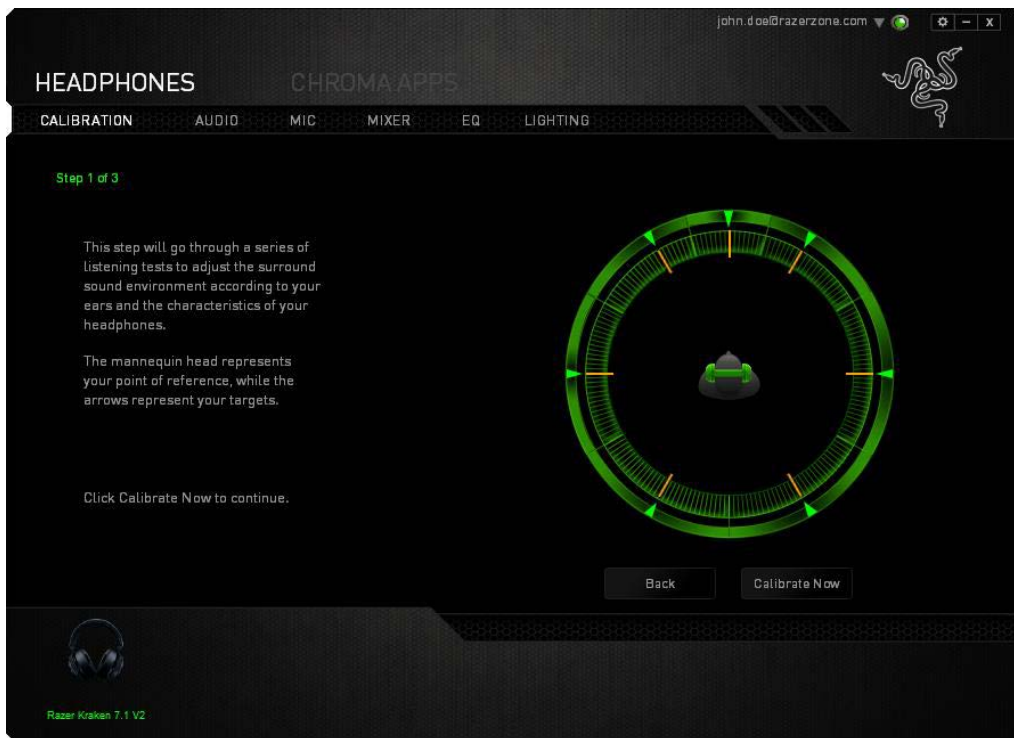 john.doe@razerzone.com
X
HEADPHONES CHROMA APPS
CALIBRATION AUDIO MIC MIXER EQ LIGHTING
Step 1 of 3
This step will go through a series of
listening tests to adjust the surround
sound environment according to your
ears and the characteristics of your
headphones.
The mannequin head represents
your point of reference, while the
arrows represent your targets.
Click Calibrate Now to continue.
Back Calibrate Now
Razer Kraken 7.1 V2